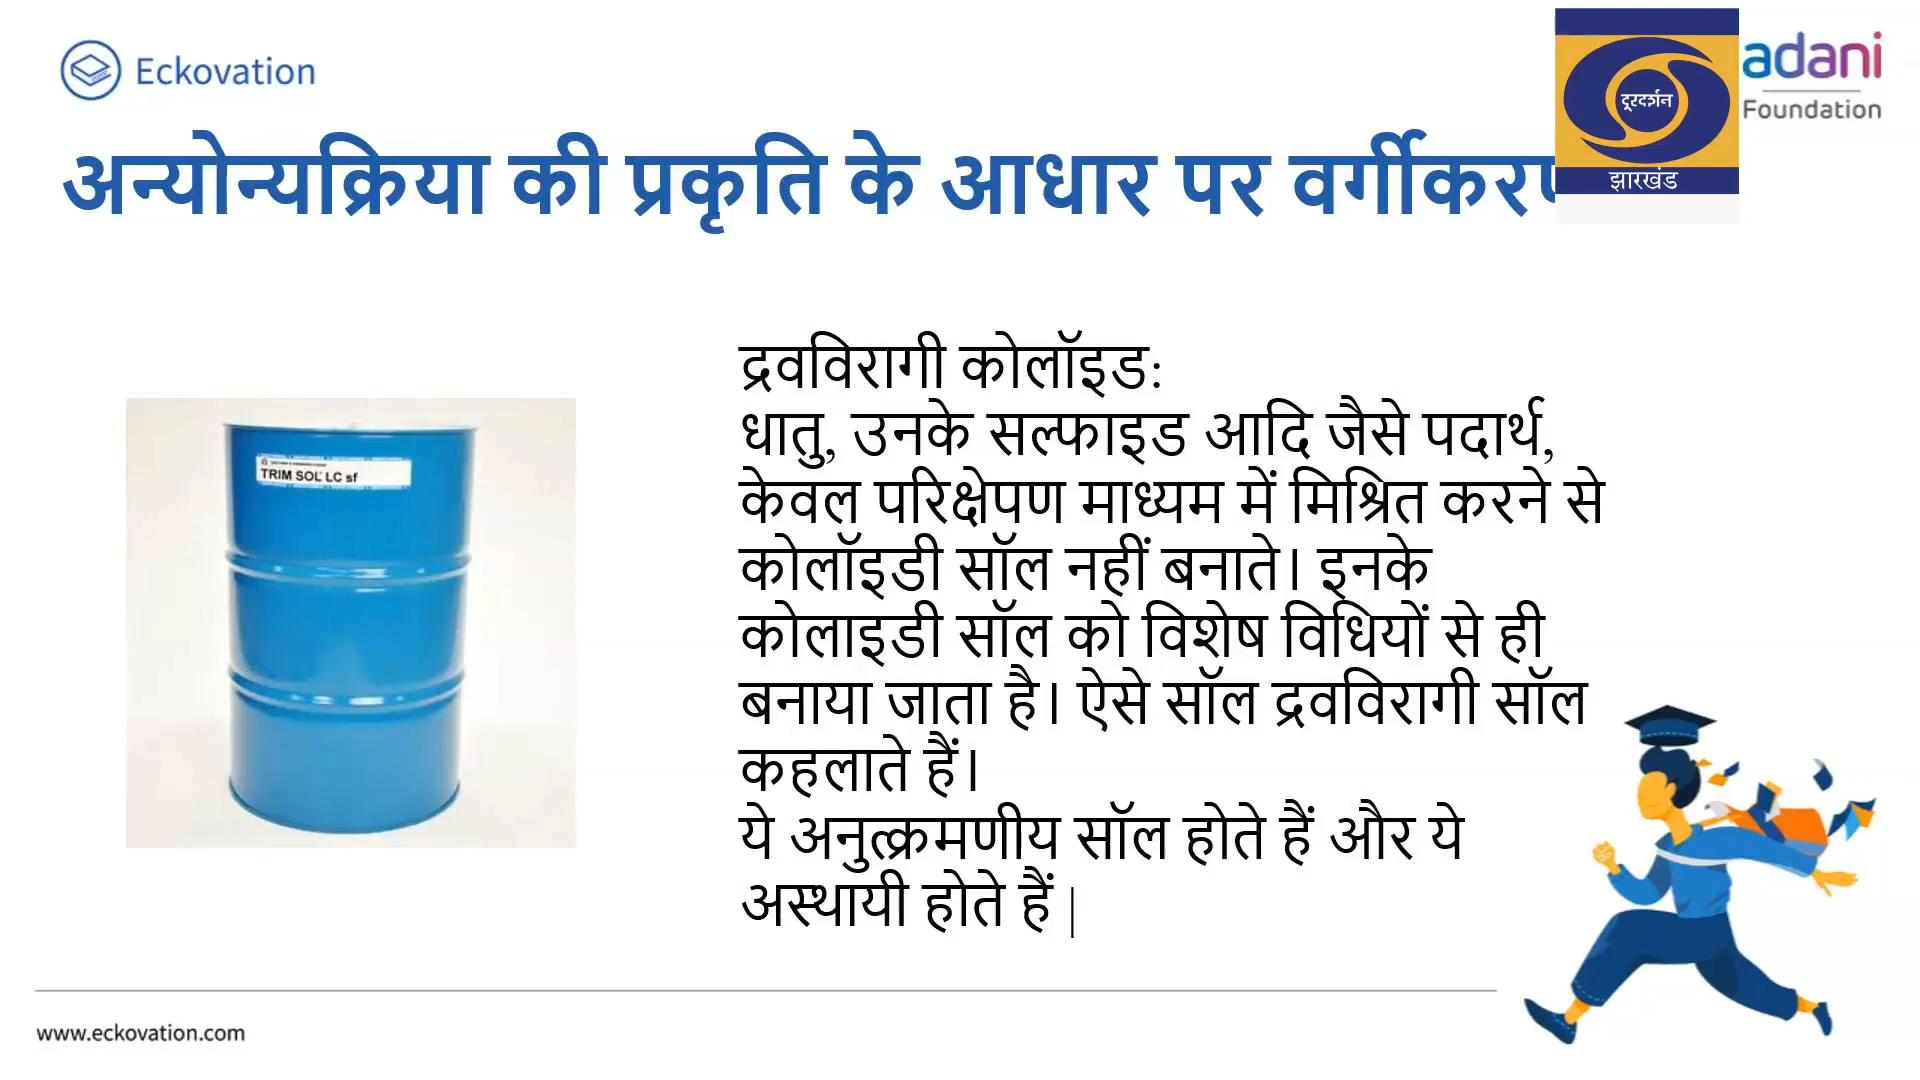 Eckovation
दूरदर्शन
झारखंड
adani
Foundation
अन्योन्यक्रिया की प्रकृति के आधार पर
द्रवविरागी कोलॉइड:
धातु, उनके सल्फाइड आदि जैसे पदार्थ,
केवल परिक्षेपण माध्यम में मिश्रित करने से
कोलॉइडी सॉल नहीं बनाते। इनके
कोलाइडी सॉल को विशेष विधियों से ही
बनाया जाता है। ऐसे सॉल द्रवविरागी सॉल
कहलाते हैं।
ये अनुत्क्रमणीय सॉल होते हैं और ये
अस्थायी होते हैं |
TRIM SOL LC sf
www.eckovation.com